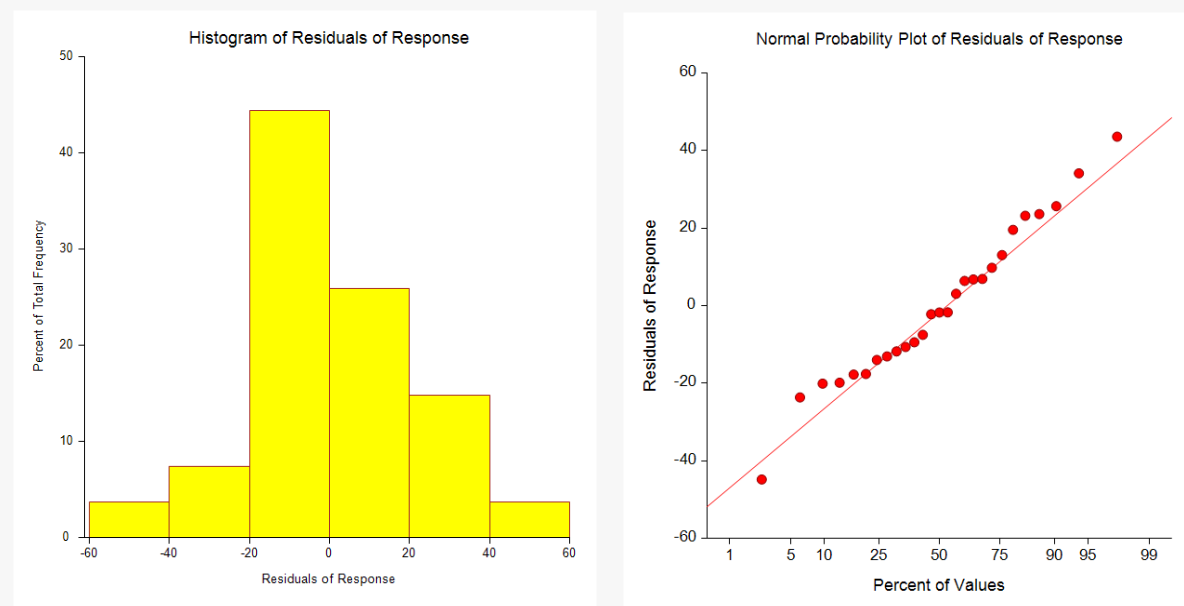 Histogram of Residuals of Response
50
40
30
20
10
0
Percent of Total Frequency
-60 -40 -20 0 20 40 60
Residuals of Response
Normal Probability Plot of Residuals of Response
60
40
20
0
-20
-40
-60
Residuals of Response
1 5 10 25 50 75 90 95 99
Percent of Values